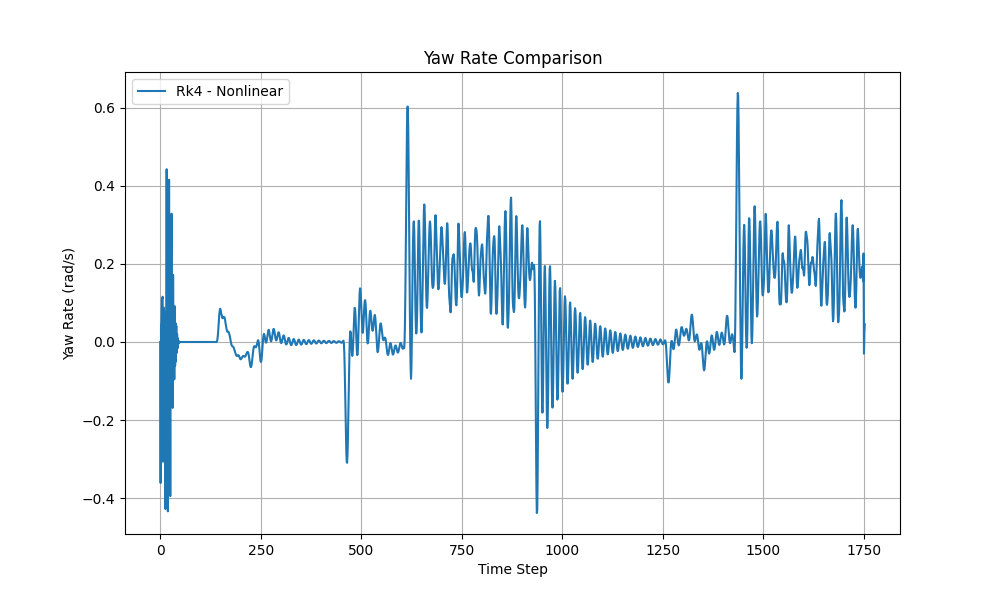 Yaw Rate Comparison
Rk4 - Nonlinear
0.6
0.4
0.2
0.0
−0.2
−0.4
Yaw Rate (rad/s)
0 250 500 750 1000 1250 1500 1750
Time Step